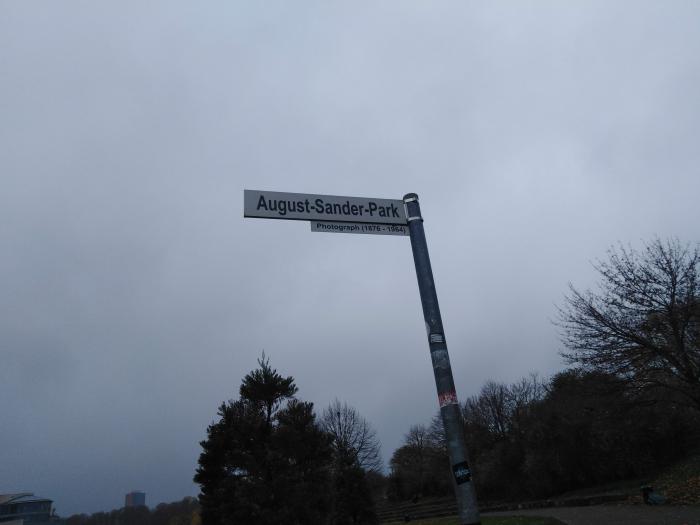 August-Sander-Park
Photograph (1876 - 1964)